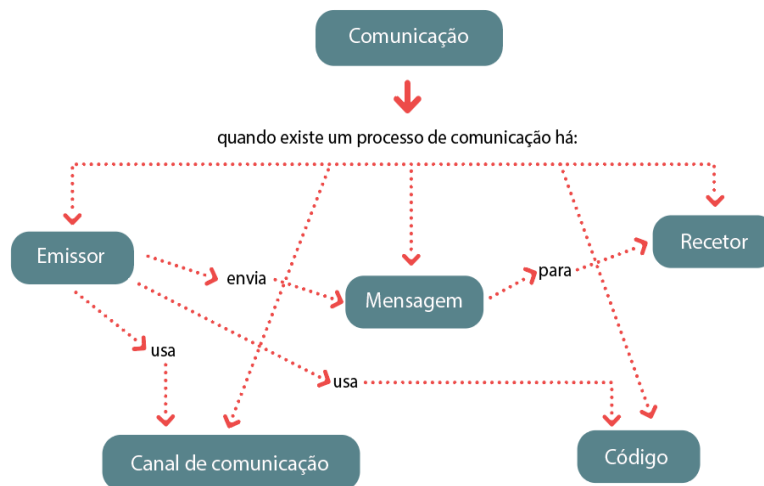 Comunicação
quando existe um processo de comunicação há:
Emissor
envia
Mensagem
para
Recetor
usa
usa
Canal de comunicação
Código